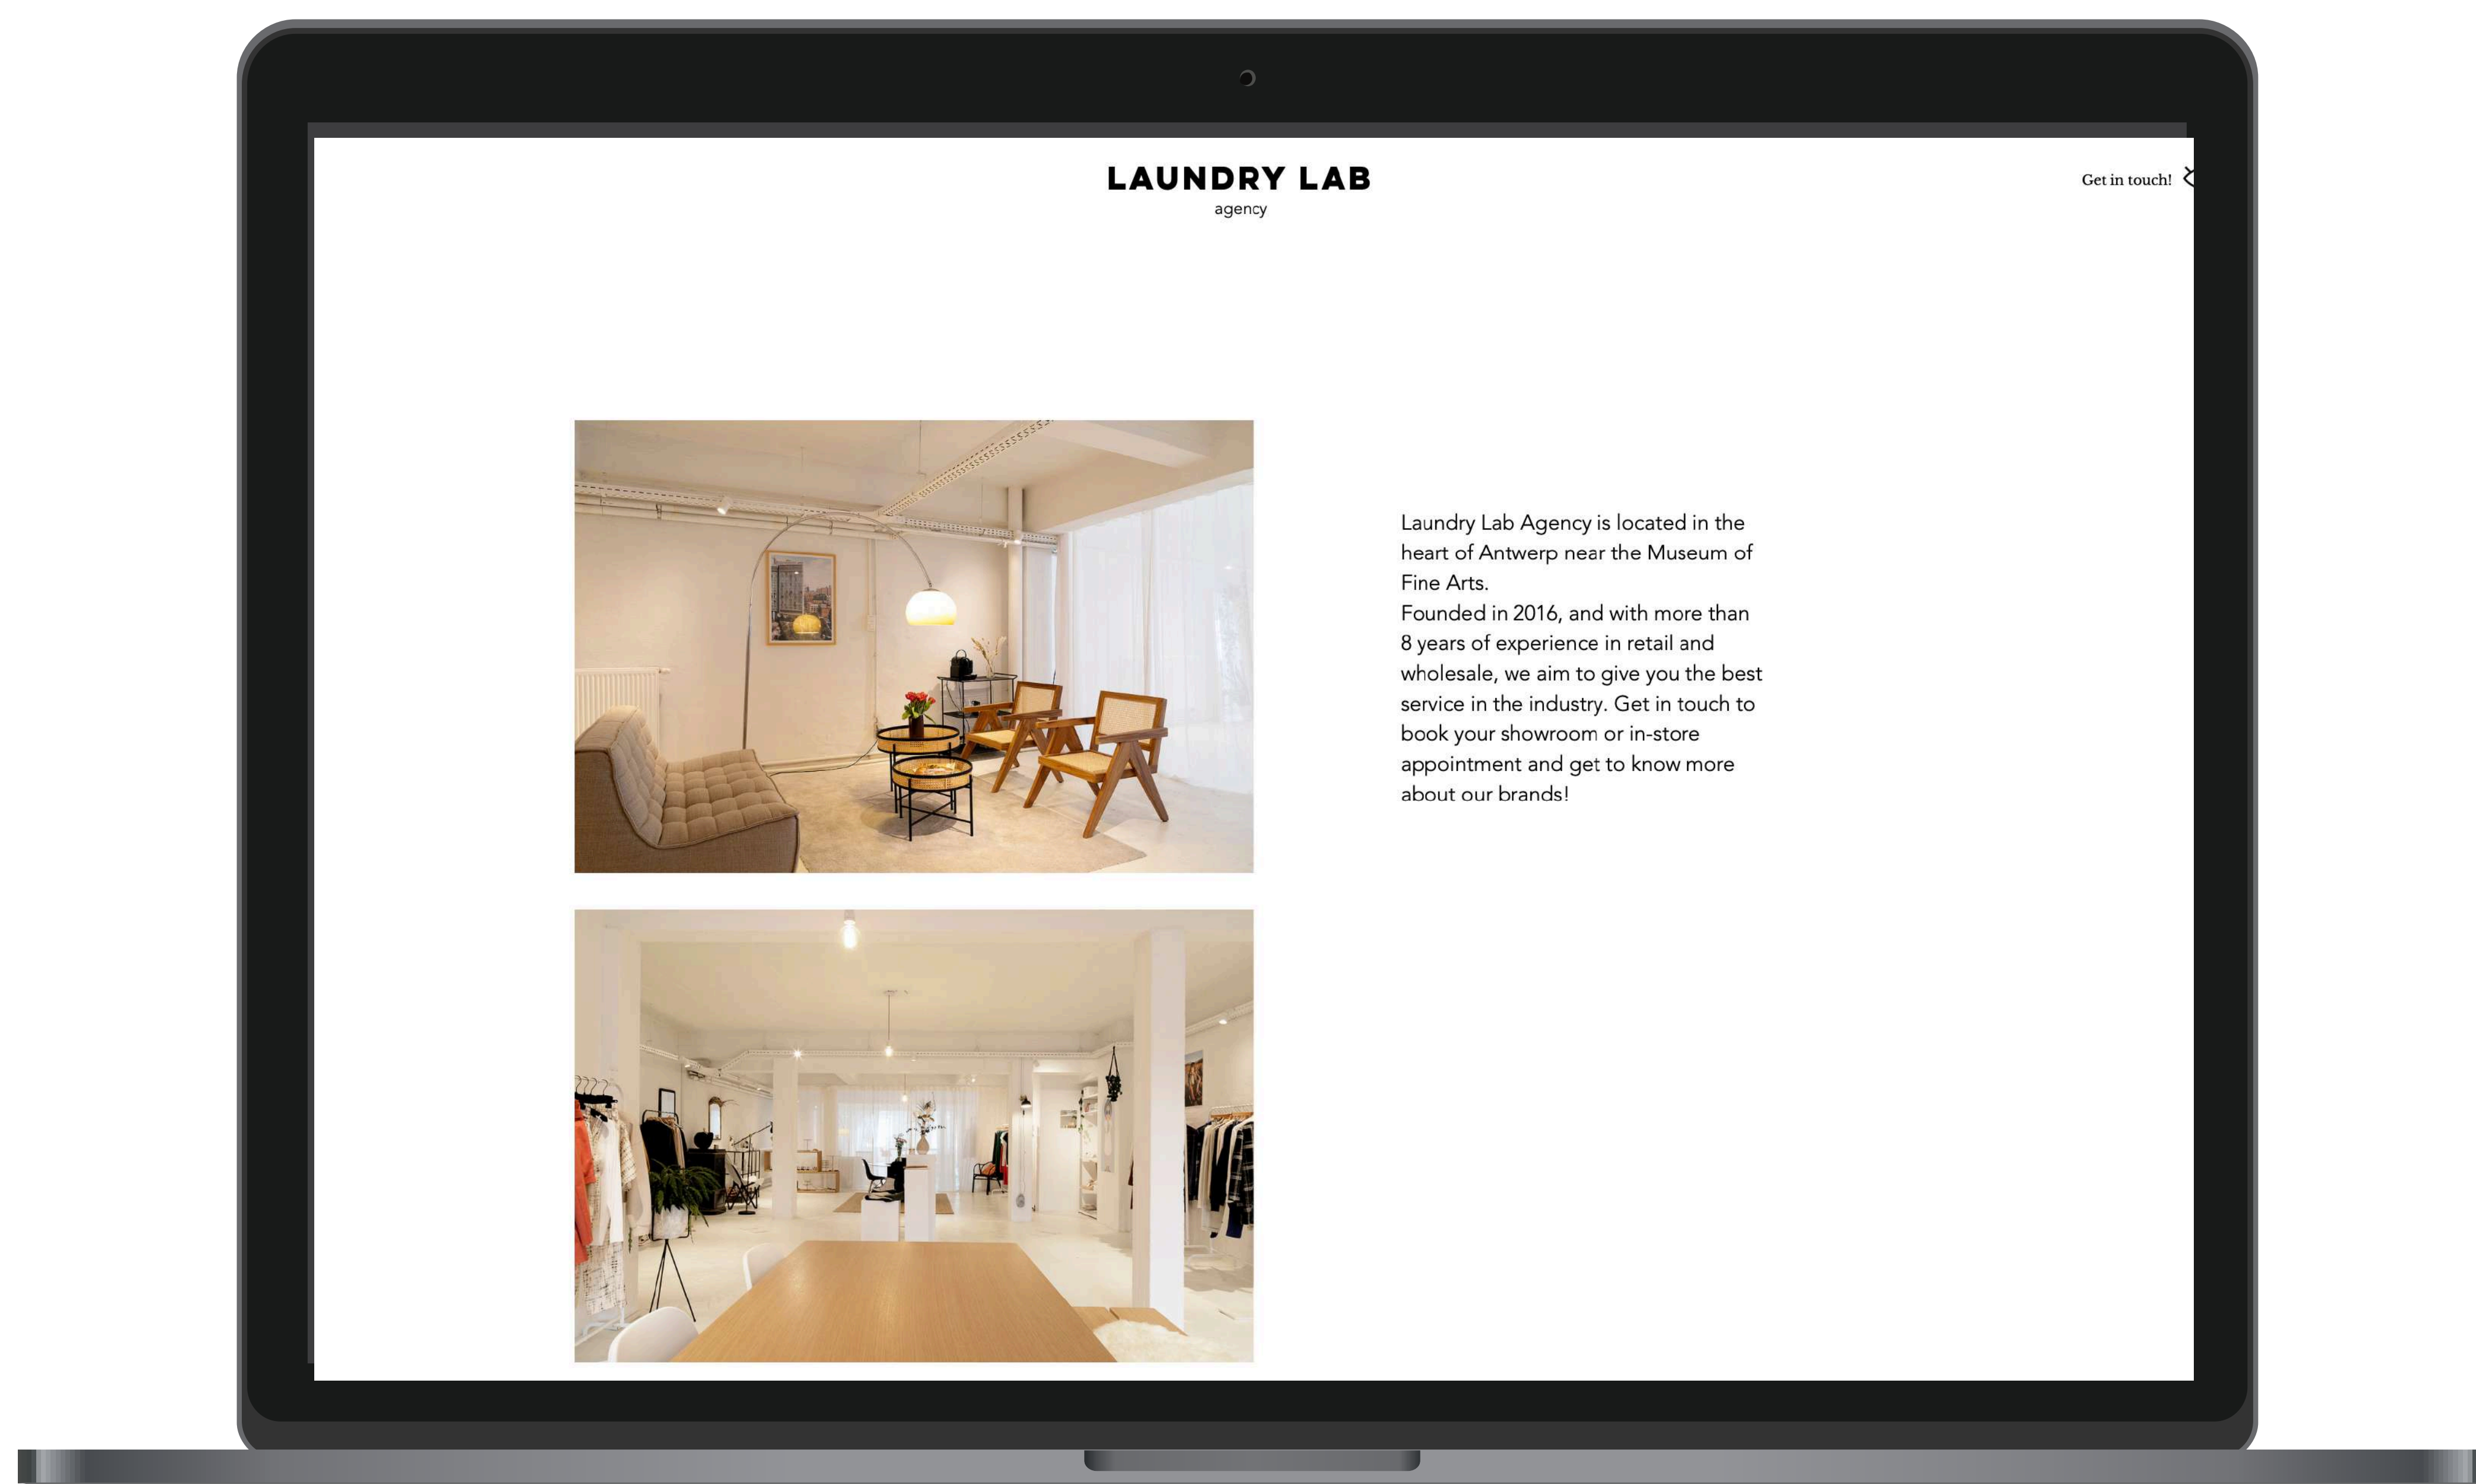 LAUNDRY LAB
agency
Get in touch!
Laundry Lab Agency is located in the
heart of Antwerp near the Museum of
Fine Arts.
Founded in 2016, and with more than
8 years of experience in retail and
wholesale, we aim to give you the best
service in the industry. Get in touch to
book your showroom or in-store
appointment and get to know more
about our brands!